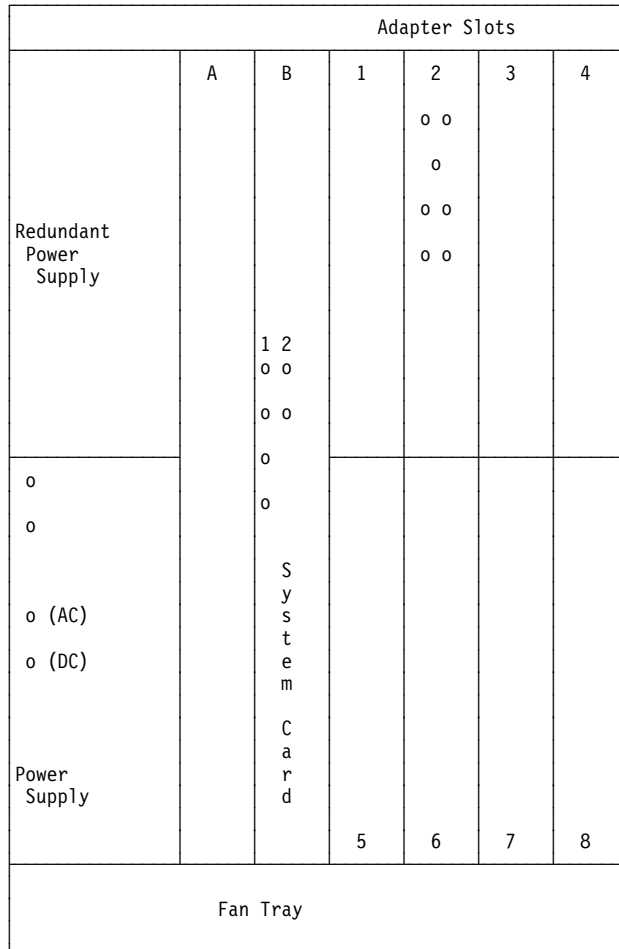 Adapter Slots
A B 1 2 3 4
o o
o
o o
Redundant
Power o o
Supply
1 2
o o
o o
o
o
o
o
S
y
o (AC) s
t
o (DC) e
m
C
a
Power r
Supply d
5 6 7 8
Fan Tray